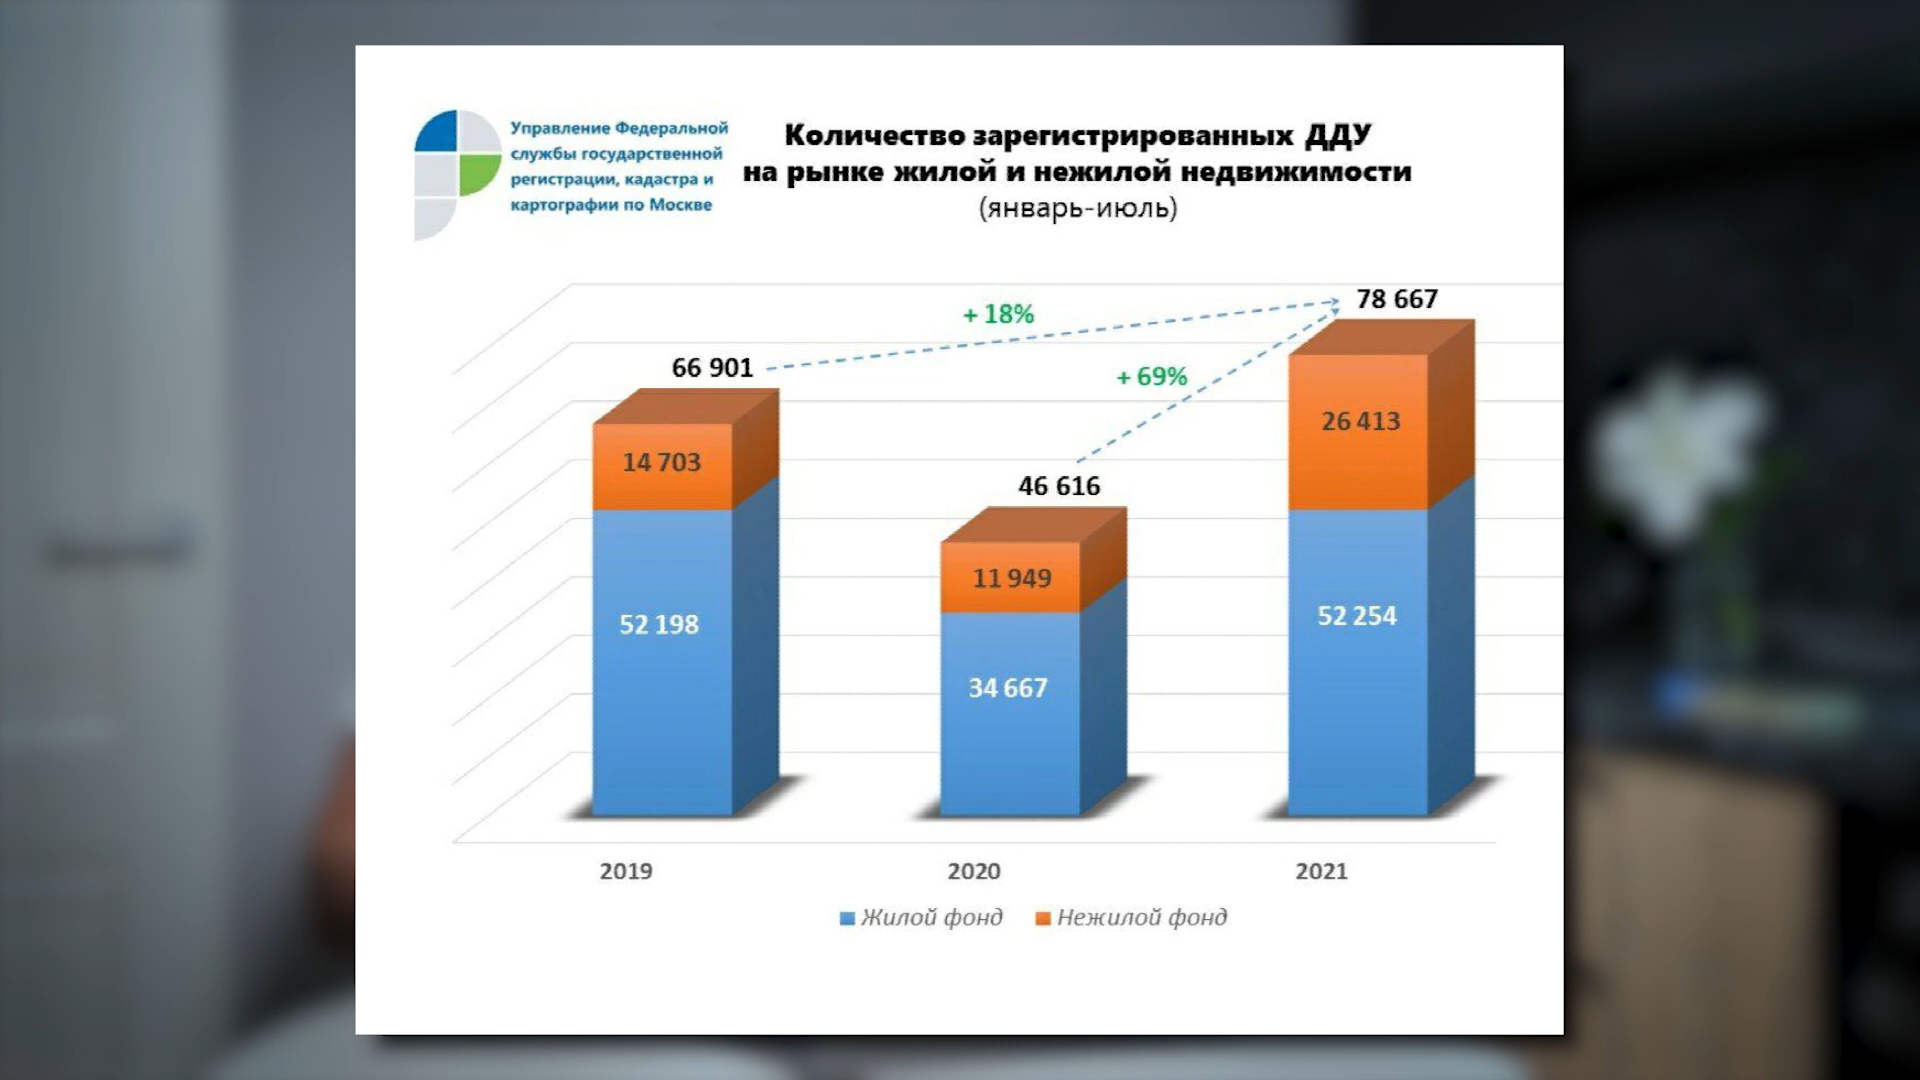 Управление Федеральной
службы государственной
регистрации, кадастра и
картографии по Москве
Количество зарегистрированных ДДУ
на рынке жилой и нежилой недвижимости
(январь-июль)
+ 18%
78 667
66 901
+ 69%
26 413
14 703
46 616
11 949
52 198
52 254
34 667
2019
2020
2021
Жилой фонд
Нежилой фонд